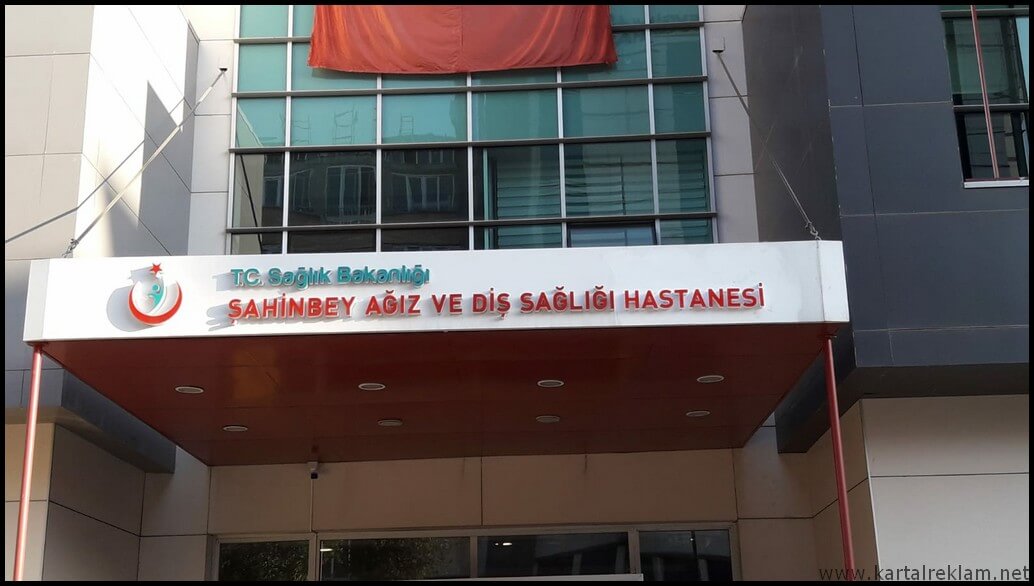 T.C. Sağlık Bakanlığı
ŞAHİNBEY AĞIZ VE DİŞ SAĞLIĞI HASTANESİ
www.kartalreklam.net